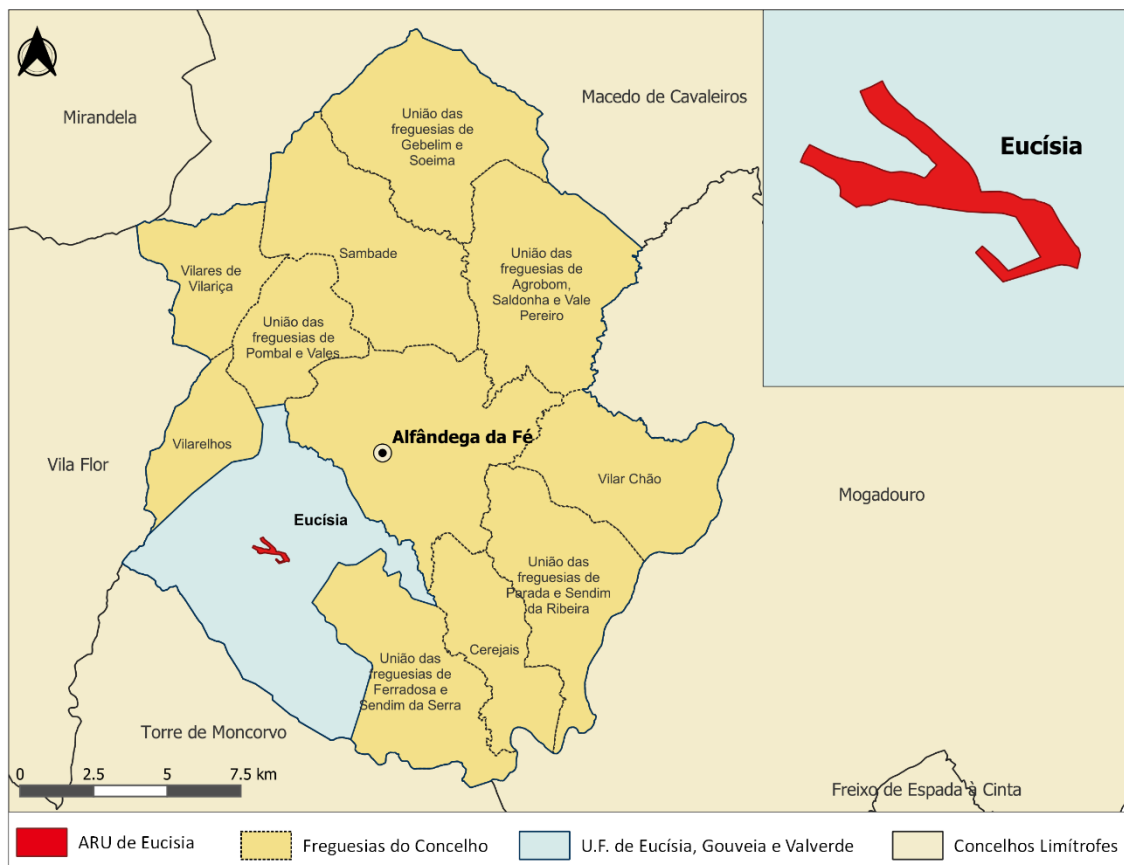 Mirandela
Macedo de Cavaleiros
União das
freguesias de
Gebelim e
Soeima
Eucísia
Sambade
Vilares de
Vilariça
União das
freguesias de
Agrobom,
Saldonha e Vale
Pereiro
União das
freguesias de
Pombal e Vales
Alfândega da Fé
Vilarelhos
Vila Flor
Vilar Chão
Mogadouro
Eucísia
União das
freguesias de
Parada e Sendim
da Ribeira
Cerejais
União das
freguesias de
Ferradosa e
Sendim da Serra
Torre de Moncorvo
0 2.5 5 7.5 km
Freixo de Espada à Cinta
ARU de Eucisia
Freguesias do Concelho
U.F. de Eucísia, Gouveia e Valverde
Concelhos Limítrofes